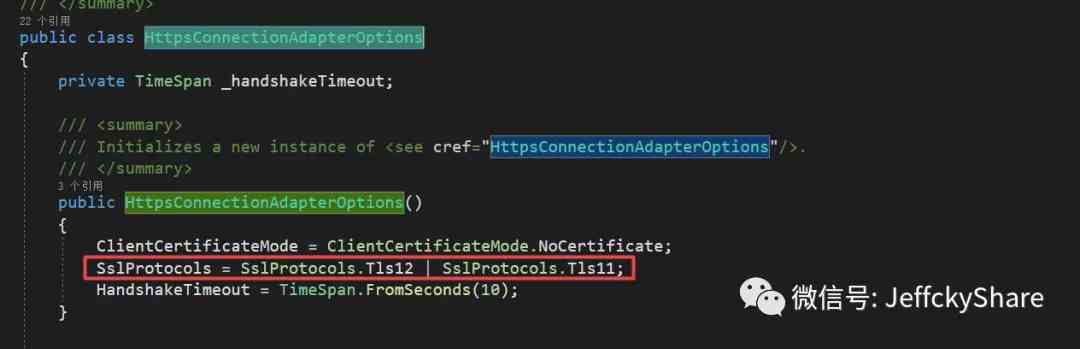 /// </summary>
22 个引用
public class HttpsConnectionAdapterOptions
{
private TimeSpan _handshakeTimeout;
/// <summary>
/// Initializes a new instance of <see cref="HttpsConnectionAdapterOptions"/>.
/// </summary>
3 个引用
public HttpsConnectionAdapterOptions()
{
ClientCertificateMode = ClientCertificateMode.NoCertificate;
SslProtocols = SslProtocols.Tls12 | SslProtocols.Tls11;
HandshakeTimeout = TimeSpan.FromSeconds(10);
}
微信号: JeffckyShare